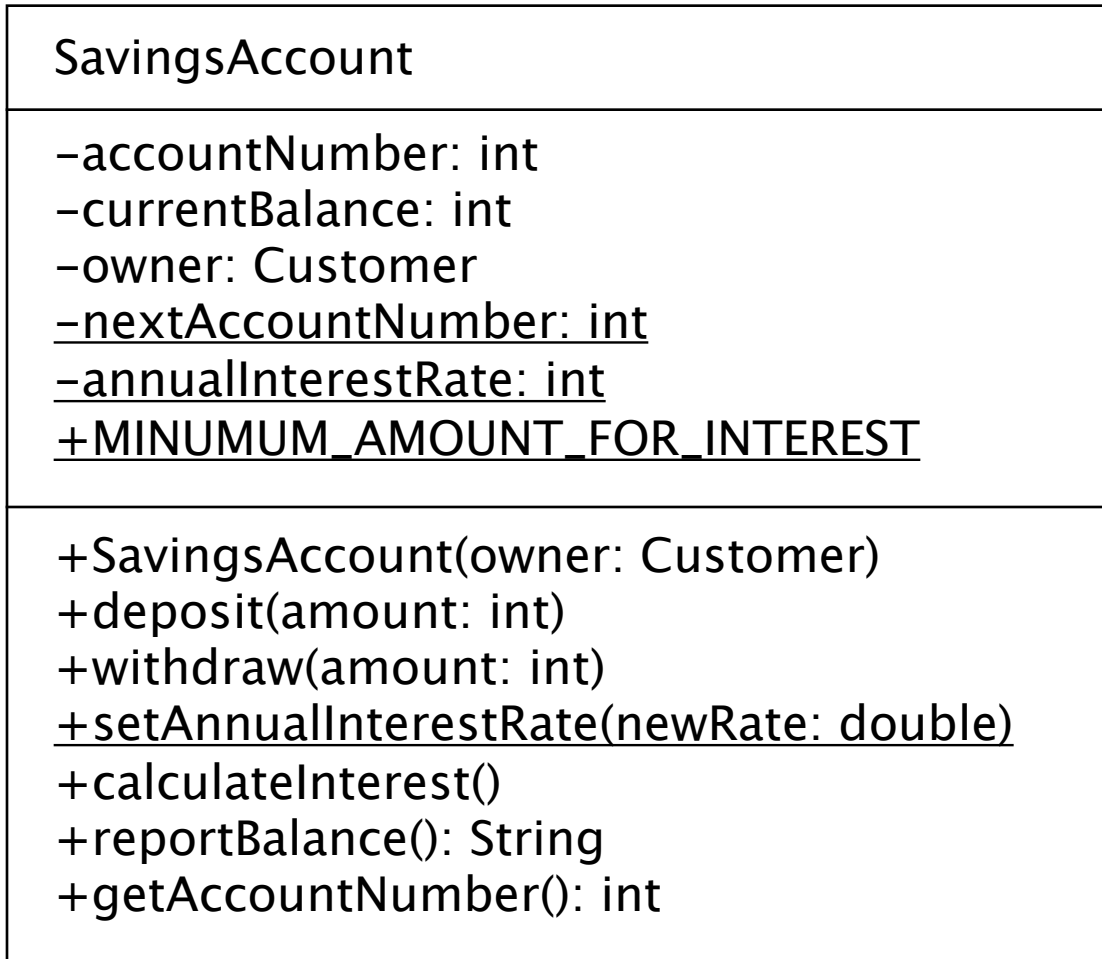 SavingsAccount
-accountNumber: int
-currentBalance: int
-owner: Customer
-nextAccountNumber: int
-annualInterestRate: int
+MINUMUM_AMOUNT_FOR_INTEREST
+SavingsAccount(owner: Customer)
+deposit(amount: int)
+withdraw(amount: int)
+setAnnualInterestRate(newRate: double)
+calculateInterest()
+reportBalance(): String
+getAccountNumber(): int